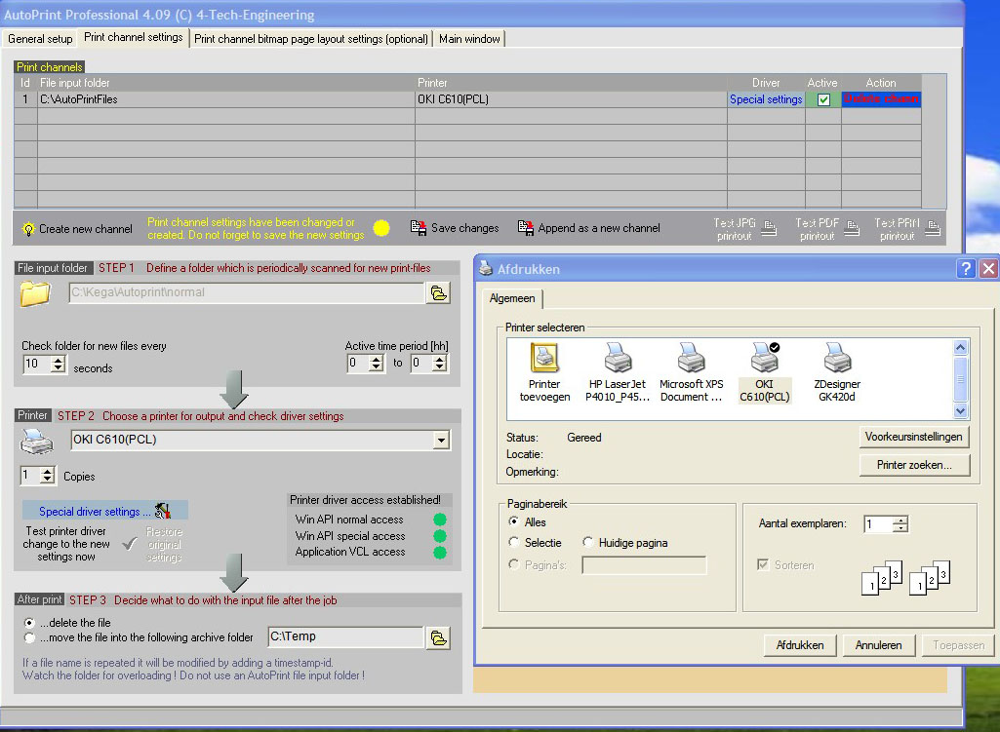 AutoPrint Professional 4.09 (C) 4-Tech-Engineering
General setup
Print channel settings
Print channel bitmap page layout settings (optional)
Main window
Print channels
Id File input folder Printer Driver Active Action
1 C:\AutoPrintFiles OKI C610(PCL) Special settings Delete chann
Create new channel
Print channel settings have been changed or
created. Do not forget to save the new settings
Save changes
Append as a new channel
Test JPG
printout
Test PDF
printout
Test PRN
printout
File input folder STEP 1 Define a folder which is periodically scanned for new print-files
C:\Kega\Autoprint\normal
Check folder for new files every
10 seconds
Active time period [hh]
0 to 0
Printer STEP 2 Choose a printer for output and check driver settings
OKI C610(PCL)
1 Copies
Special driver settings ...
Test printer driver
change to the new
settings now
Restore
original
settings
Printer driver access established!
Win API normal access
Win API special access
Application VCL access
After print STEP 3 Decide what to do with the input file after the job
...delete the file
...move the file into the following archive folder C:\Temp
If a file name is repeated it will be modified by adding a timestamp-id.
Watch the folder for overloading ! Do not use an AutoPrint file input folder !
Afdrukken
Algemeen
Printer selecteren
Printer
toevoegen
HP LaserJet
P4010_P45...
Microsoft XPS
Document ...
OKI
C610(PCL)
ZDesigner
GK420d
Status: Gereed
Locatie:
Opmerking:
Voorkeursinstellingen
Printer zoeken...
Paginabereik
Alles
Selectie
Huidige pagina
Pagina's:
Aantal exemplaren: 1
Sorteren
1 2 3 1 2 3
Afdrukken
Annuleren
Toepassen